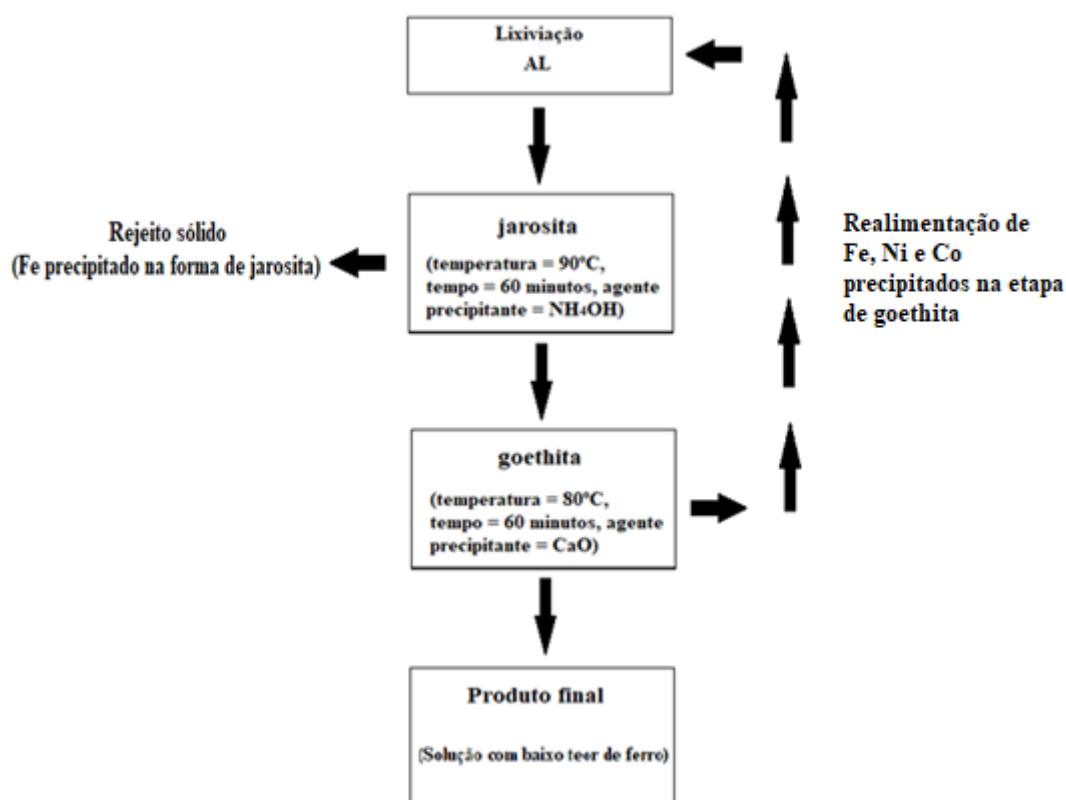 Lixiviação
AL
jarosita
(temperatura = 90ºC,
tempo = 60 minutos, agente
precipitante = NH₄OH)
Rejeito sólido
(Fe precipitado na forma de jarosita)
Realimentação de
Fe, Ni e Co
precipitados na etapa
de goethita
goethita
(temperatura = 80ºC,
tempo = 60 minutos, agente
precipitante = CaO)
Produto final
(Solução com baixo teor de ferro)